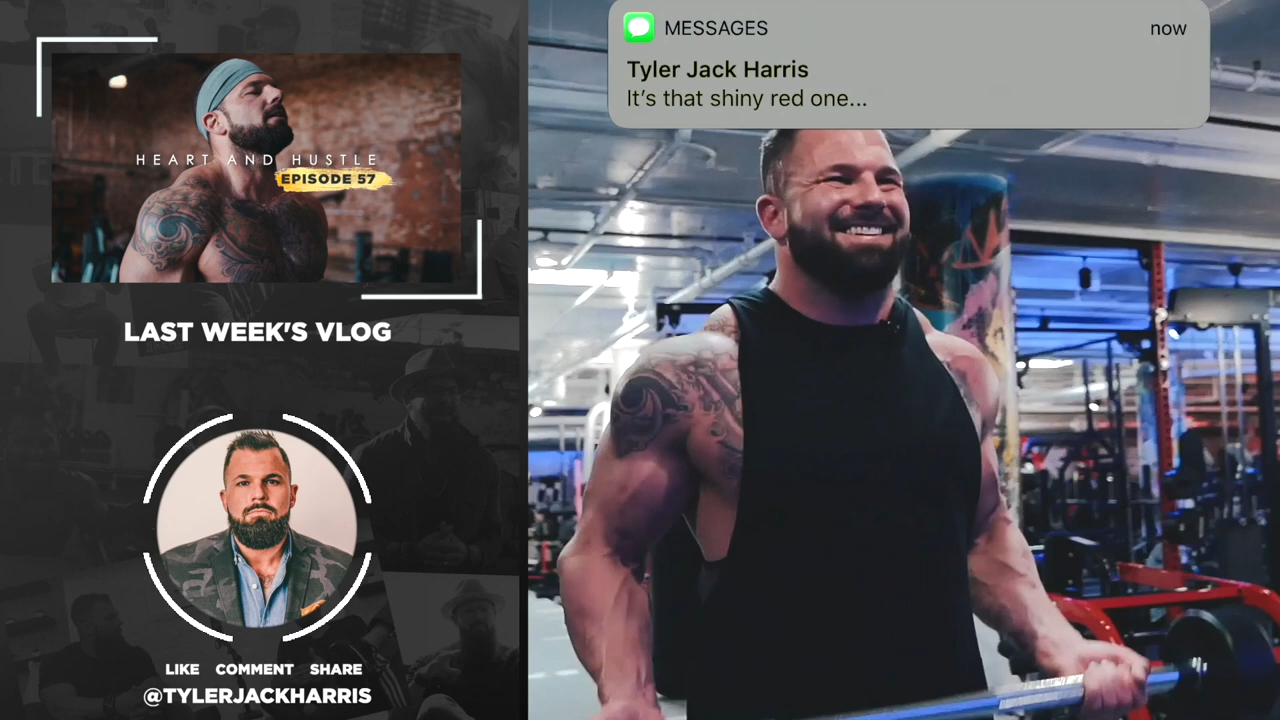 HEART AND HUSTLE
EPISODE 57
LAST WEEK'S VLOG
LIKE COMMENT SHARE
@TYLERJACKHARRIS
MESSAGES now
Tyler Jack Harris
It's that shiny red one...